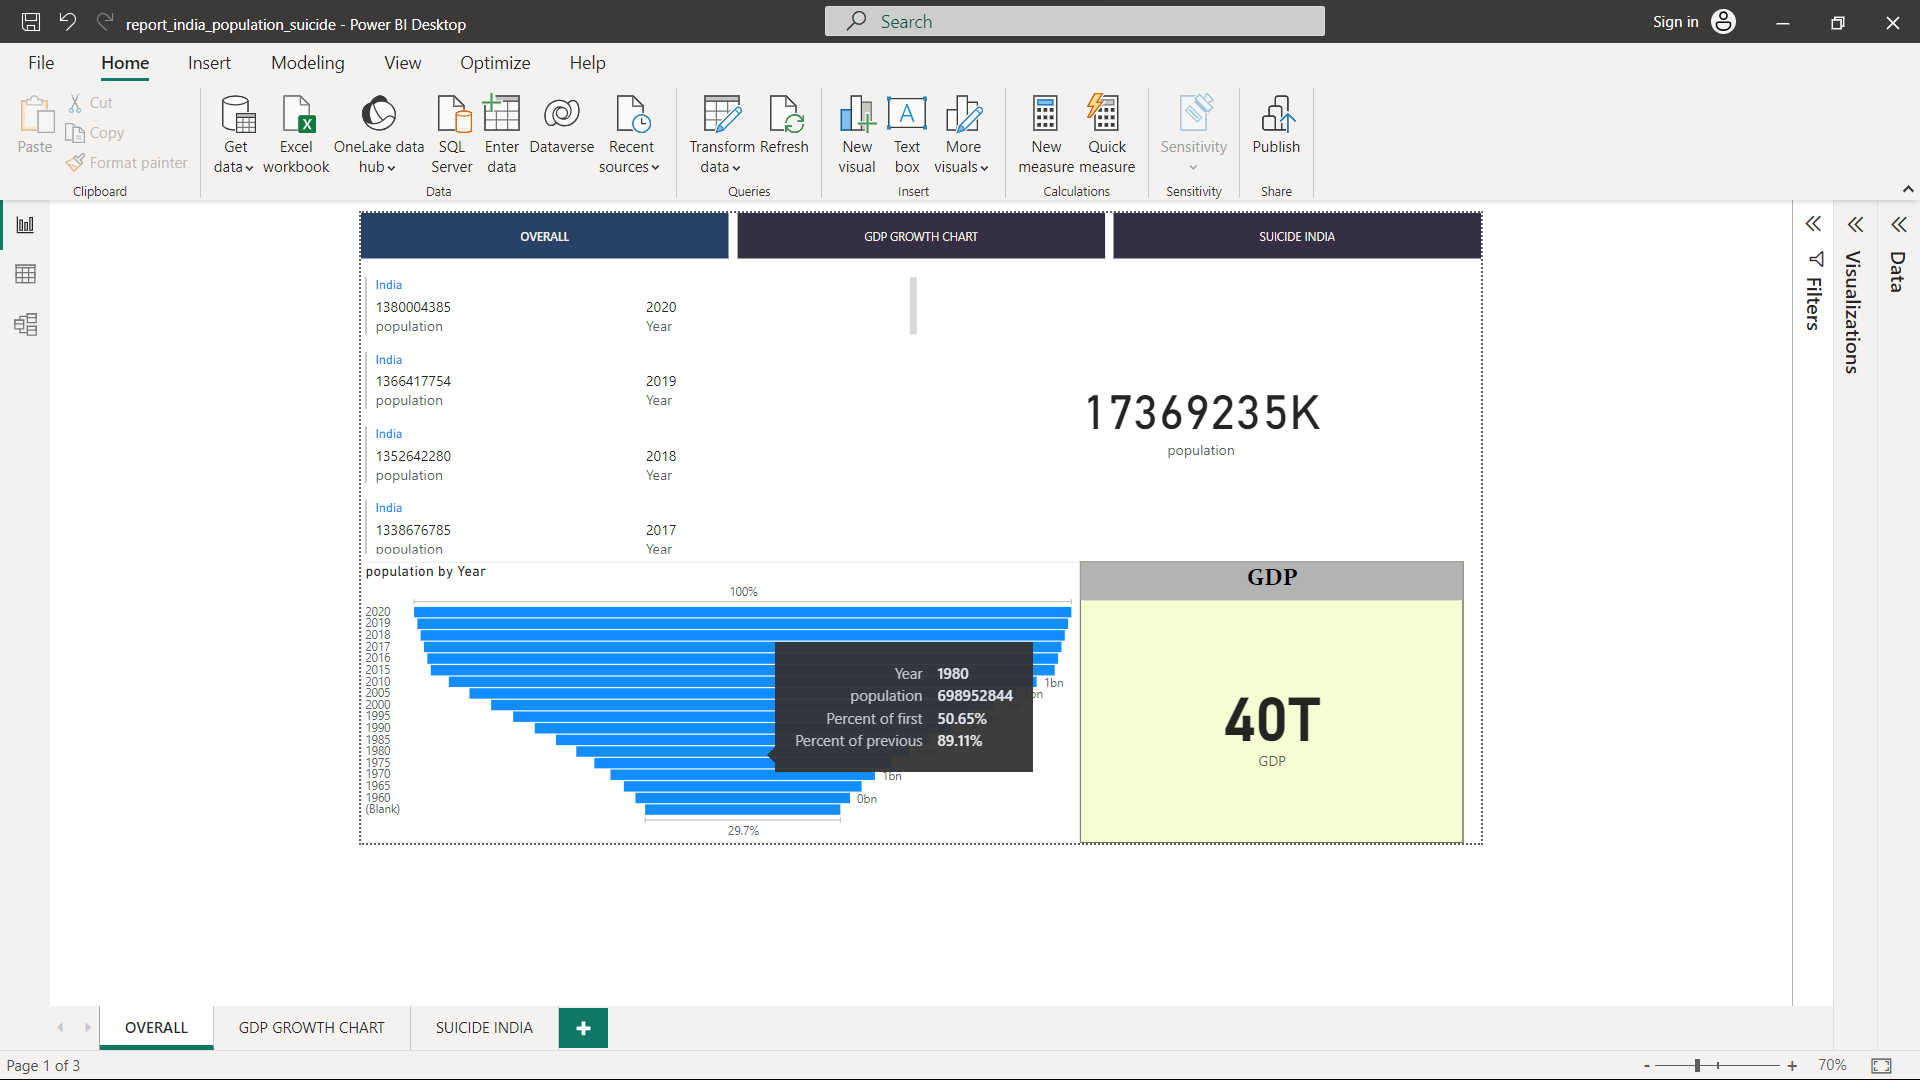 report_india_population_suicide - Power BI Desktop
Search
Sign in
File Home Insert Modeling View Optimize Help
Paste
Cut
Copy
Format painter
Clipboard
Get data
Excel workbook
OneLake data hub
SQL Server
Enter data
Dataverse
Recent sources
Data
Transform data
Refresh
Queries
New visual
Text box
More visuals
Insert
New measure
Quick measure
Calculations
Sensitivity
Sensitivity
Publish
Share
OVERALL
GDP GROWTH CHART
SUICIDE INDIA
Filters
Visualizations
Data
India
1380004385 2020
population Year
India
1366417754 2019
population Year
India
1352642280 2018
population Year
India
1338676785 2017
population Year
17369235K
population
population by Year
100%
2020
2019
2018
2017
2016
2015
2010 1bn
2005
2000
1995
1990
1985
1980
1975
1970 1bn
1965
1960 0bn
(Blank)
29.7%
Year 1980
population 698952844
Percent of first 50.65%
Percent of previous 89.11%
GDP
40T
GDP
OVERALL GDP GROWTH CHART SUICIDE INDIA +
Page 1 of 3
- + 70%